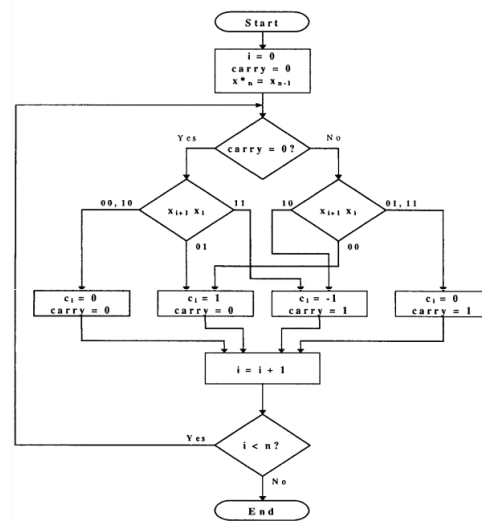 Start
i = 0
carry = 0
x*n = xn-1
Yes
No
carry = 0?
00, 10
xi+1 xi
11
10
xi+1 xi
01, 11
01
00
ci = 0
carry = 0
ci = 1
carry = 0
ci = -1
carry = 1
ci = 0
carry = 1
i = i + 1
Yes
i < n?
No
End